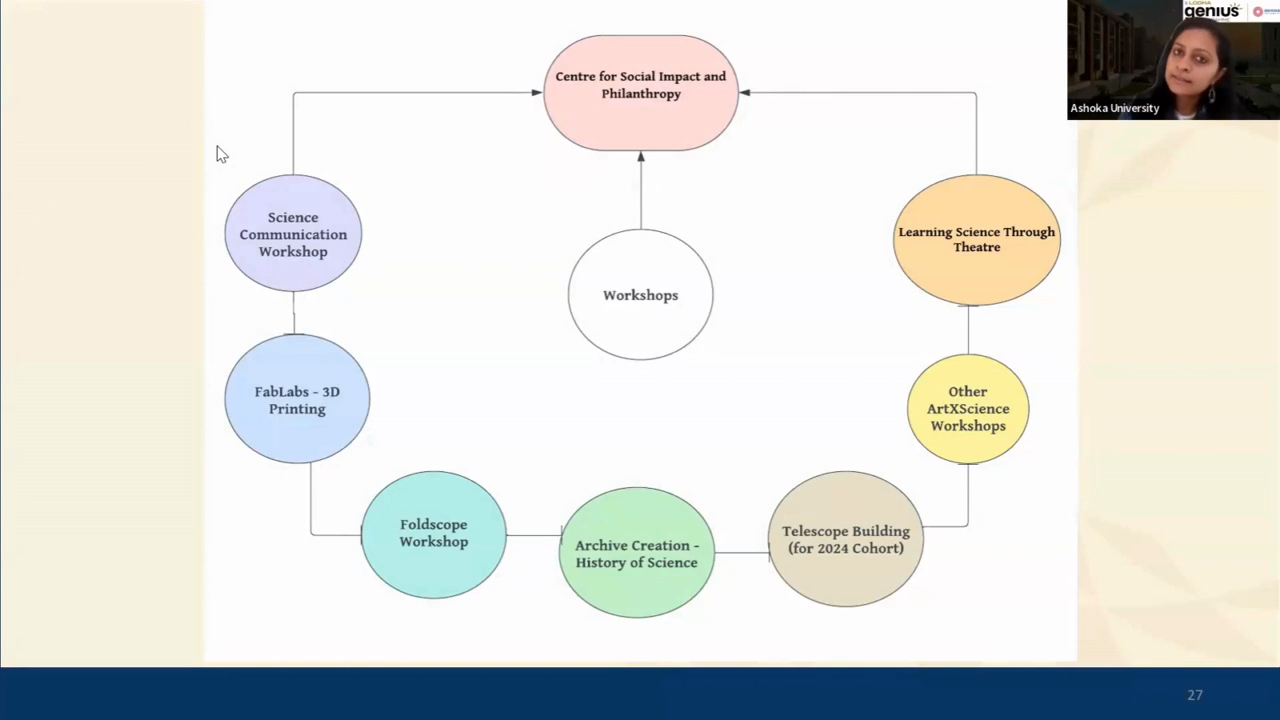 LODHA
genius
Ashoka University
Centre for Social Impact and
Philanthropy
Science
Communication
Workshop
Workshops
Learning Science Through
Theatre
FabLabs - 3D
Printing
Other
ArtXScience
Workshops
Foldscope
Workshop
Archive Creation -
History of Science
Telescope Building
(for 2024 Cohort)
27